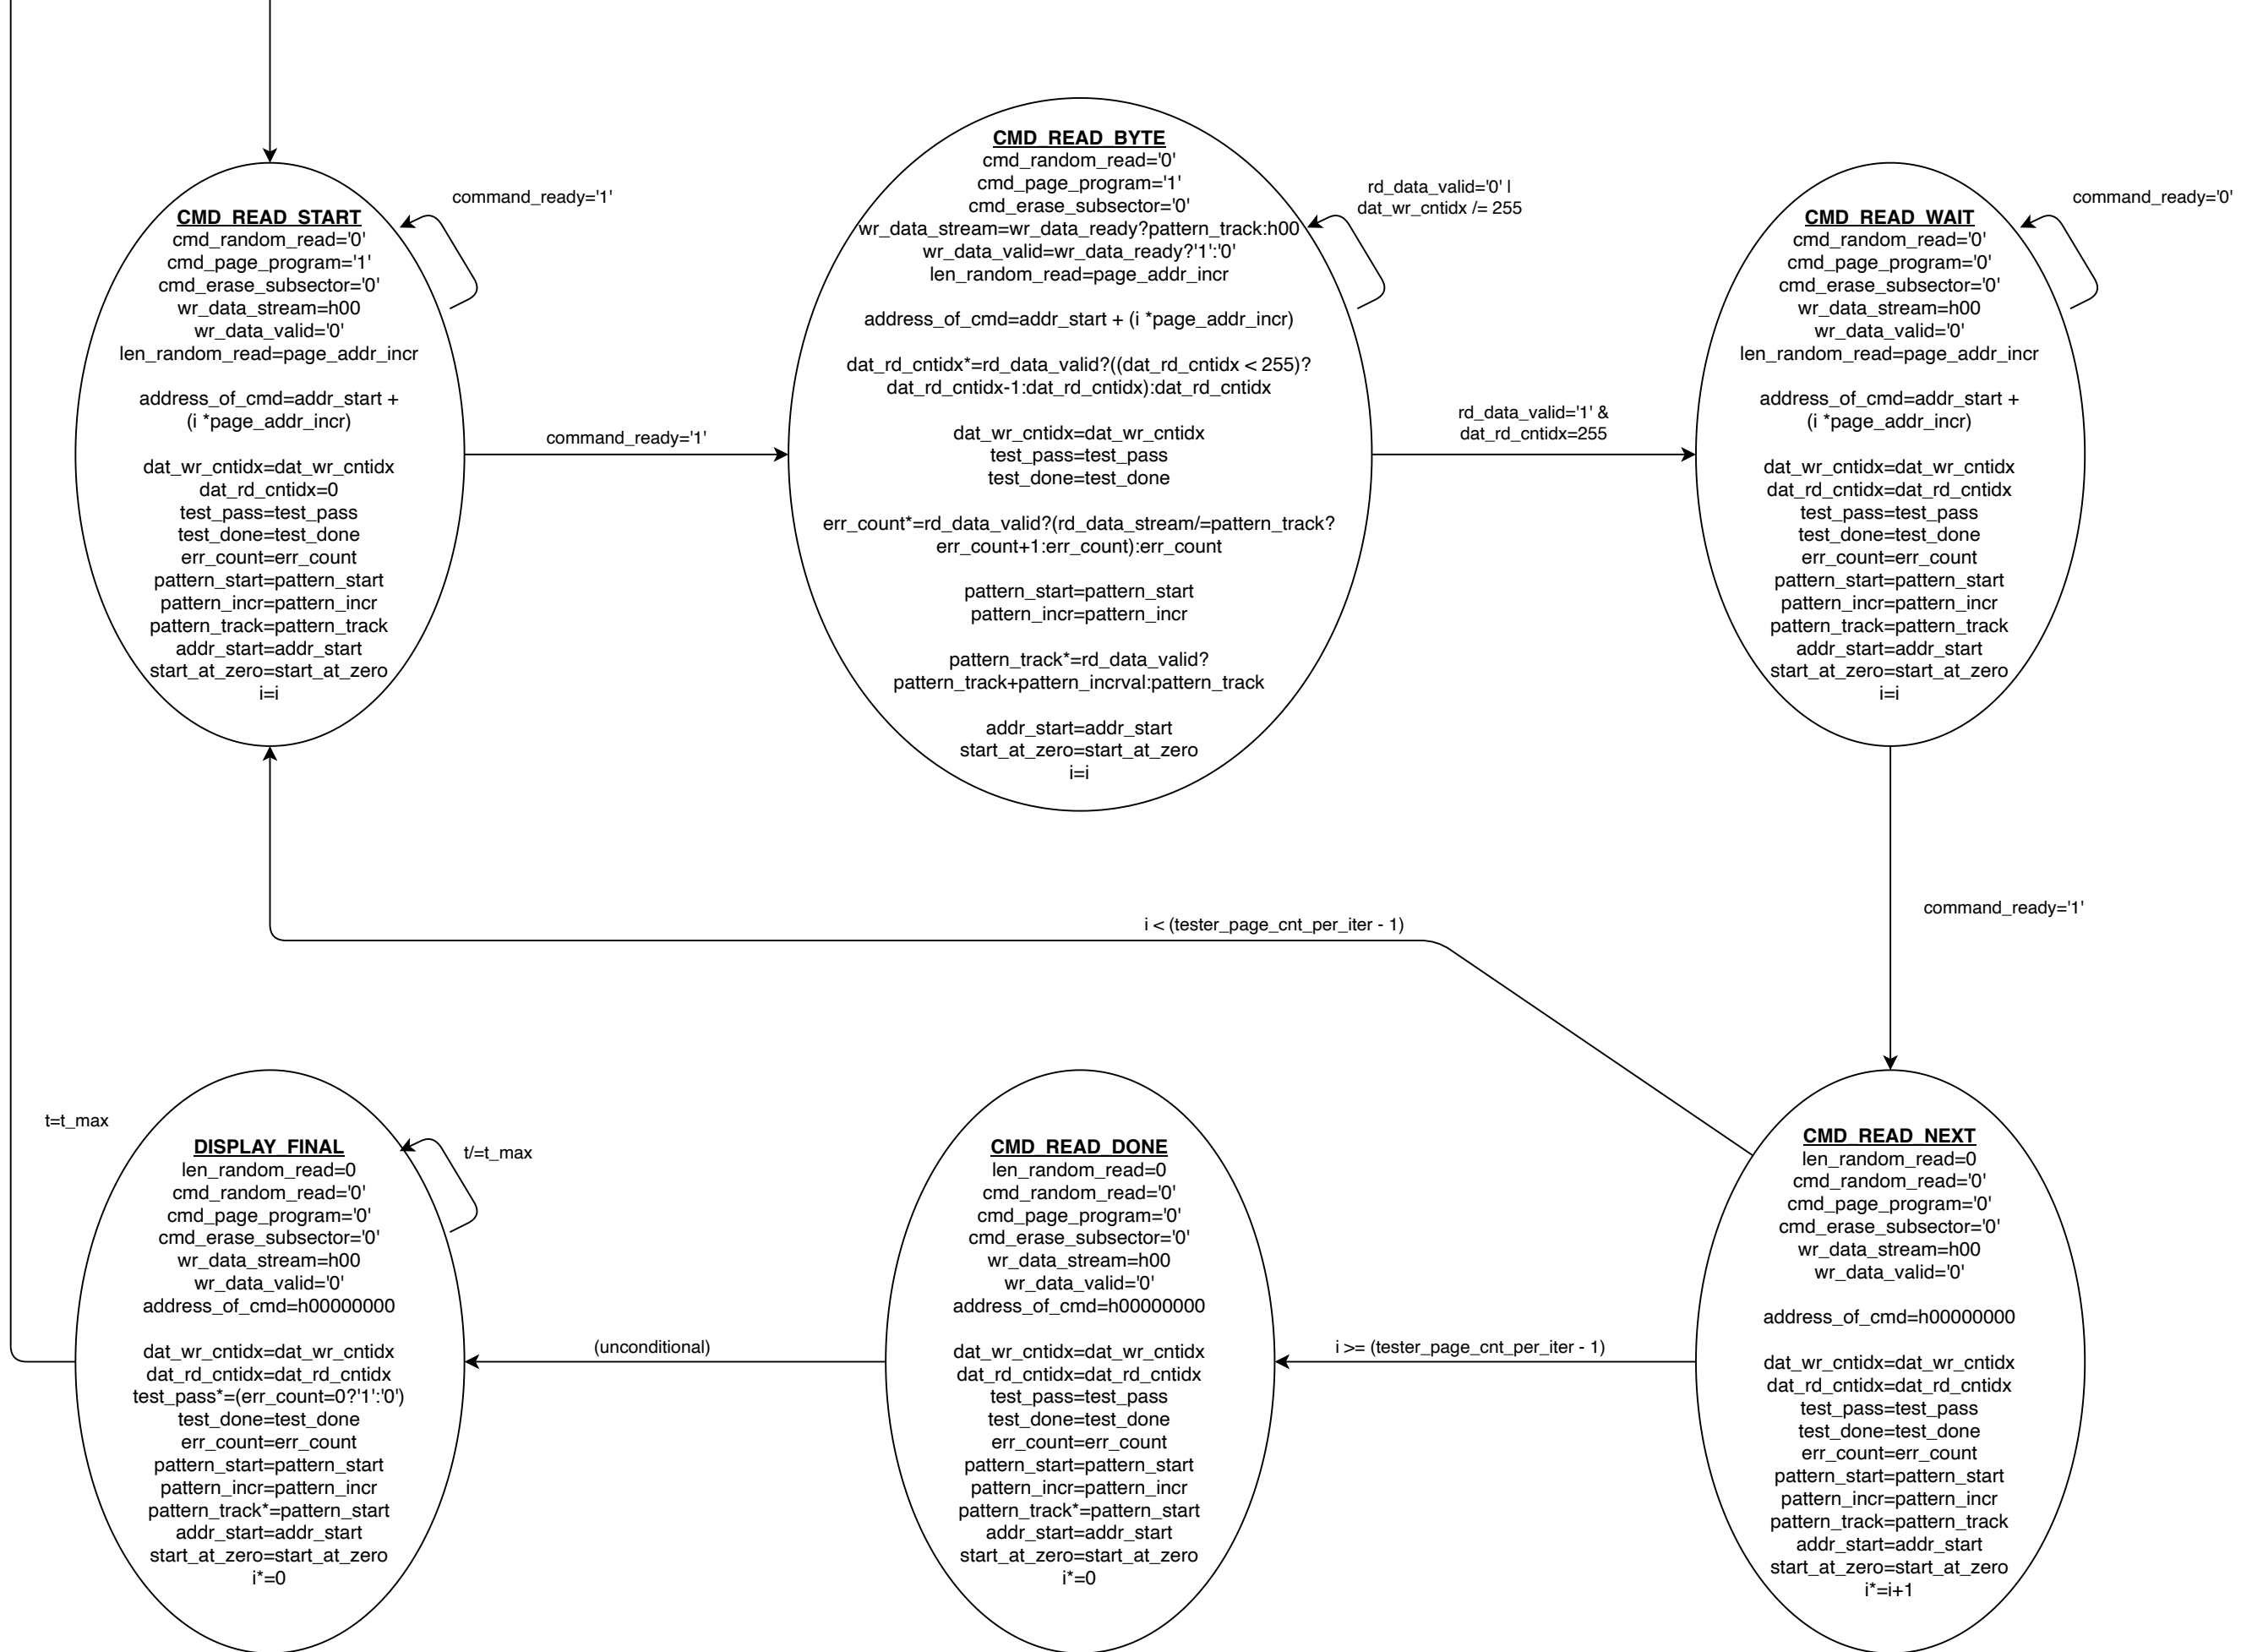 CMD_READ_START
cmd_random_read='0'
cmd_page_program='1'
cmd_erase_subsector='0'
wr_data_stream=h00
wr_data_valid='0'
len_random_read=page_addr_incr
address_of_cmd=addr_start +
(i *page_addr_incr)
dat_wr_cntidx=dat_wr_cntidx
dat_rd_cntidx=0
test_pass=test_pass
test_done=test_done
err_count=err_count
pattern_start=pattern_start
pattern_incr=pattern_incr
pattern_track=pattern_track
addr_start=addr_start
start_at_zero=start_at_zero
i=i
command_ready='1'
command_ready='1'
CMD_READ_BYTE
cmd_random_read='0'
cmd_page_program='1'
cmd_erase_subsector='0'
wr_data_stream=wr_data_ready?pattern_track:h00
wr_data_valid=wr_data_ready?'1':'0'
len_random_read=page_addr_incr
address_of_cmd=addr_start + (i *page_addr_incr)
dat_rd_cntidx*=rd_data_valid?((dat_rd_cntidx < 255)?
dat_rd_cntidx-1:dat_rd_cntidx):dat_rd_cntidx
dat_wr_cntidx=dat_wr_cntidx
test_pass=test_pass
test_done=test_done
err_count*=rd_data_valid?(rd_data_stream/=pattern_track?
err_count+1:err_count):err_count
pattern_start=pattern_start
pattern_incr=pattern_incr
pattern_track*=rd_data_valid?
pattern_track+pattern_incrval:pattern_track
addr_start=addr_start
start_at_zero=start_at_zero
i=i
rd_data_valid='0' |
dat_wr_cntidx /= 255
rd_data_valid='1' &
dat_rd_cntidx=255
CMD_READ_WAIT
cmd_random_read='0'
cmd_page_program='0'
cmd_erase_subsector='0'
wr_data_stream=h00
wr_data_valid='0'
len_random_read=page_addr_incr
address_of_cmd=addr_start +
(i *page_addr_incr)
dat_wr_cntidx=dat_wr_cntidx
dat_rd_cntidx=dat_rd_cntidx
test_pass=test_pass
test_done=test_done
err_count=err_count
pattern_start=pattern_start
pattern_incr=pattern_incr
pattern_track=pattern_track
addr_start=addr_start
start_at_zero=start_at_zero
i=i
command_ready='0'
command_ready='1'
i < (tester_page_cnt_per_iter - 1)
t=t_max
DISPLAY_FINAL
len_random_read=0
cmd_random_read='0'
cmd_page_program='0'
cmd_erase_subsector='0'
wr_data_stream=h00
wr_data_valid='0'
address_of_cmd=h00000000
dat_wr_cntidx=dat_wr_cntidx
dat_rd_cntidx=dat_rd_cntidx
test_pass*=(err_count=0?'1':'0')
test_done=test_done
err_count=err_count
pattern_start=pattern_start
pattern_incr=pattern_incr
pattern_track*=pattern_start
addr_start=addr_start
start_at_zero=start_at_zero
i*=0
t/=t_max
(unconditional)
CMD_READ_DONE
len_random_read=0
cmd_random_read='0'
cmd_page_program='0'
cmd_erase_subsector='0'
wr_data_stream=h00
wr_data_valid='0'
address_of_cmd=h00000000
dat_wr_cntidx=dat_wr_cntidx
dat_rd_cntidx=dat_rd_cntidx
test_pass=test_pass
test_done=test_done
err_count=err_count
pattern_start=pattern_start
pattern_incr=pattern_incr
pattern_track*=pattern_start
addr_start=addr_start
start_at_zero=start_at_zero
i*=0
i >= (tester_page_cnt_per_iter - 1)
CMD_READ_NEXT
len_random_read=0
cmd_random_read='0'
cmd_page_program='0'
cmd_erase_subsector='0'
wr_data_stream=h00
wr_data_valid='0'
address_of_cmd=h00000000
dat_wr_cntidx=dat_wr_cntidx
dat_rd_cntidx=dat_rd_cntidx
test_pass=test_pass
test_done=test_done
err_count=err_count
pattern_start=pattern_start
pattern_incr=pattern_incr
pattern_track=pattern_track
addr_start=addr_start
start_at_zero=start_at_zero
i*=i+1